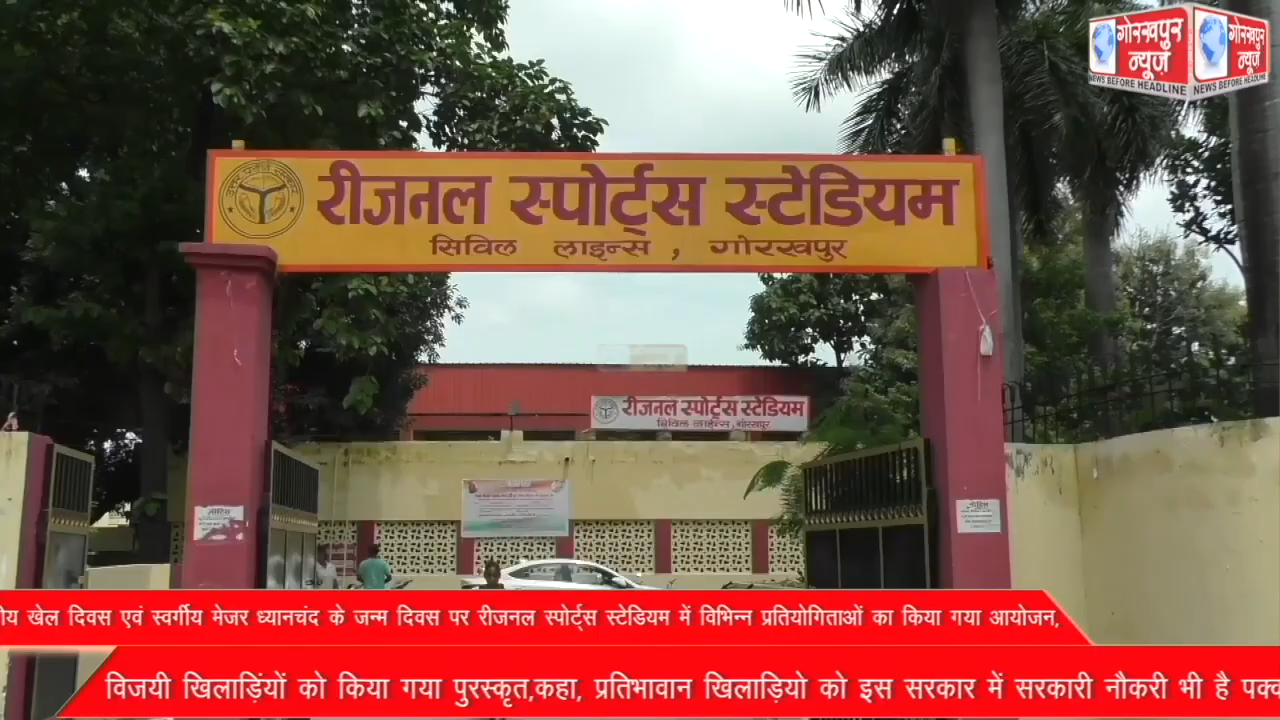 गोरखपुर गोरखपुर
न्यूज़ न्यूज़
NEWS BEFORE HEADLINE NEWS BEFORE HEADLINE
रीजनल स्पोर्ट्स स्टेडियम
सिविल लाइन्स , गोरखपुर
रीजनल स्पोर्ट्स स्टेडियम
सिविल लाईन्स, गोरखपुर
नोटिस
नोटिस
ीय खेल दिवस एवं स्वर्गीय मेजर ध्यानचंद के जन्म दिवस पर रीजनल स्पोर्ट्स स्टेडियम में विभिन्न प्रतियोगिताओं का किया गया आयोजन,
विजयी खिलाड़िंयों को किया गया पुरस्कृत,कहा, प्रतिभावान खिलाड़ियो को इस सरकार में सरकारी नौकरी भी है पक्क